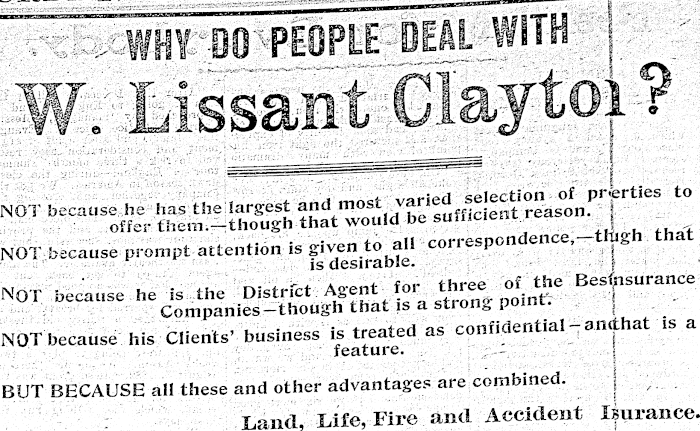 WHY DO PEOPLE DEAL WITH
W. Lissant Clayton ?
NOT because he has the largest and most varied selection of prerties to
offer them.—though that would be sufficient reason.
NOT because prompt attention is given to all correspondence,—thugh that
is desirable.
NOT because he is the District Agent for three of the Besinsurance
Companies—though that is a strong point.
NOT because his Clients' business is treated as confidential—andthat is a
feature.
BUT BECAUSE all these and other advantages are combined.
Land, Life, Fire and Accident Isurance.